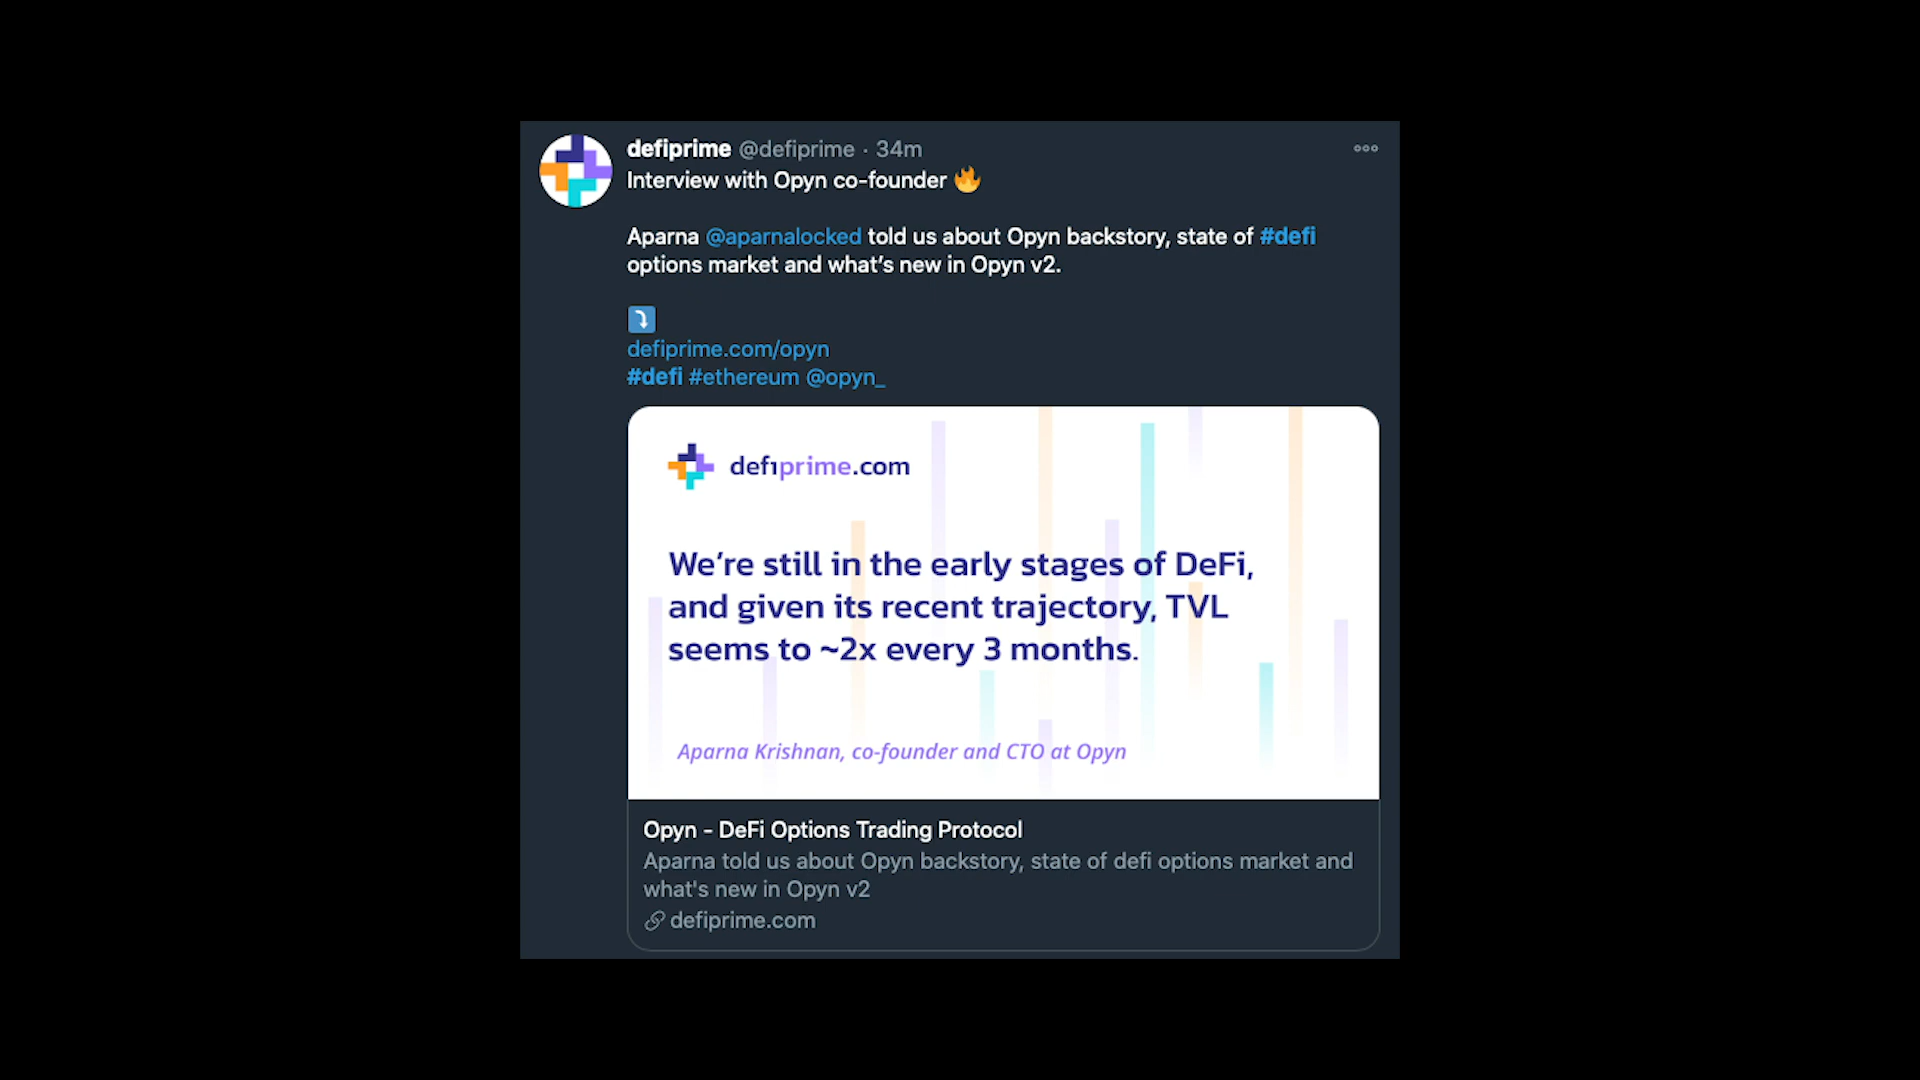 defiprime @defiprime · 34m
Interview with Opyn co-founder 🔥
Aparna @aparnalocked told us about Opyn backstory, state of #defi
options market and what’s new in Opyn v2.
⤵️
defiprime.com/opyn
#defi #ethereum @opyn_
defiprime.com
We’re still in the early stages of DeFi,
and given its recent trajectory, TVL
seems to ~2x every 3 months.
Aparna Krishnan, co-founder and CTO at Opyn
Opyn - DeFi Options Trading Protocol
Aparna told us about Opyn backstory, state of defi options market and
what's new in Opyn v2
defiprime.com